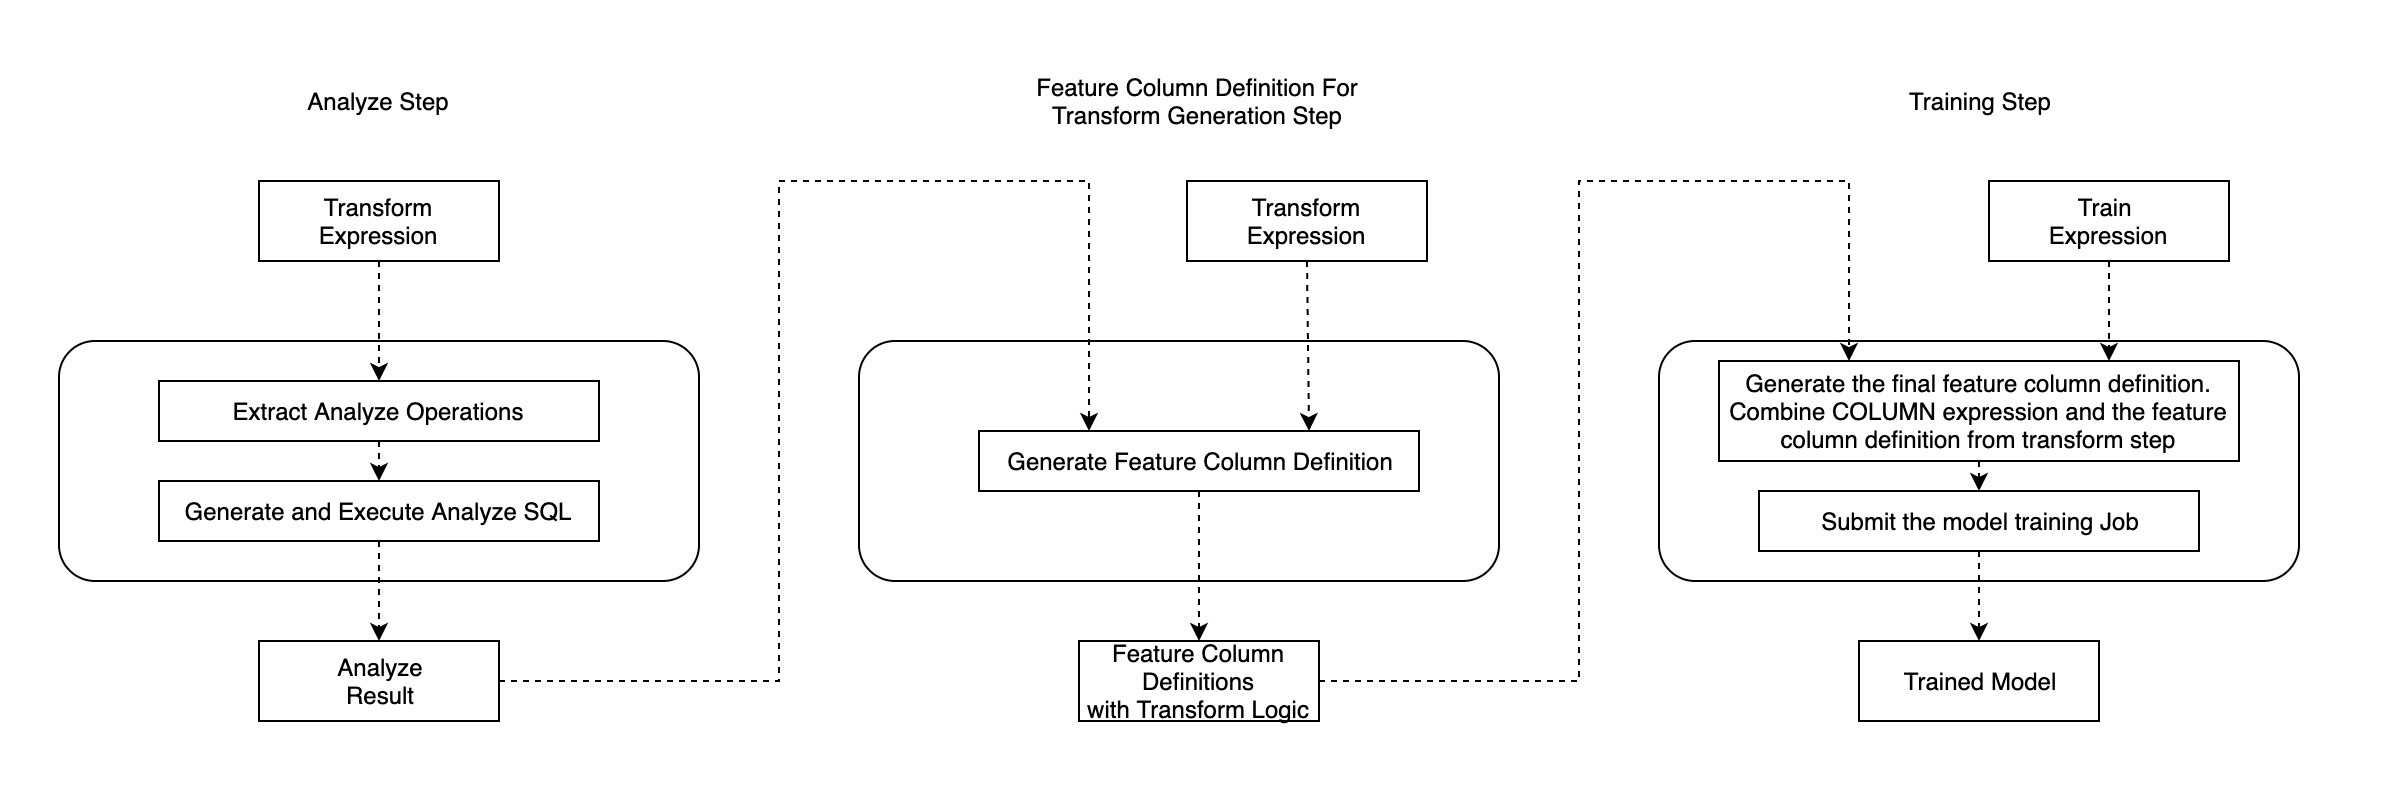 Analyze Step
Transform
Expression
Extract Analyze Operations
Generate and Execute Analyze SQL
Analyze
Result
Feature Column Definition For
Transform Generation Step
Transform
Expression
Generate Feature Column Definition
Feature Column
Definitions
with Transform Logic
Training Step
Train
Expression
Generate the final feature column definition.
Combine COLUMN expression and the feature
column definition from transform step
Submit the model training Job
Trained Model